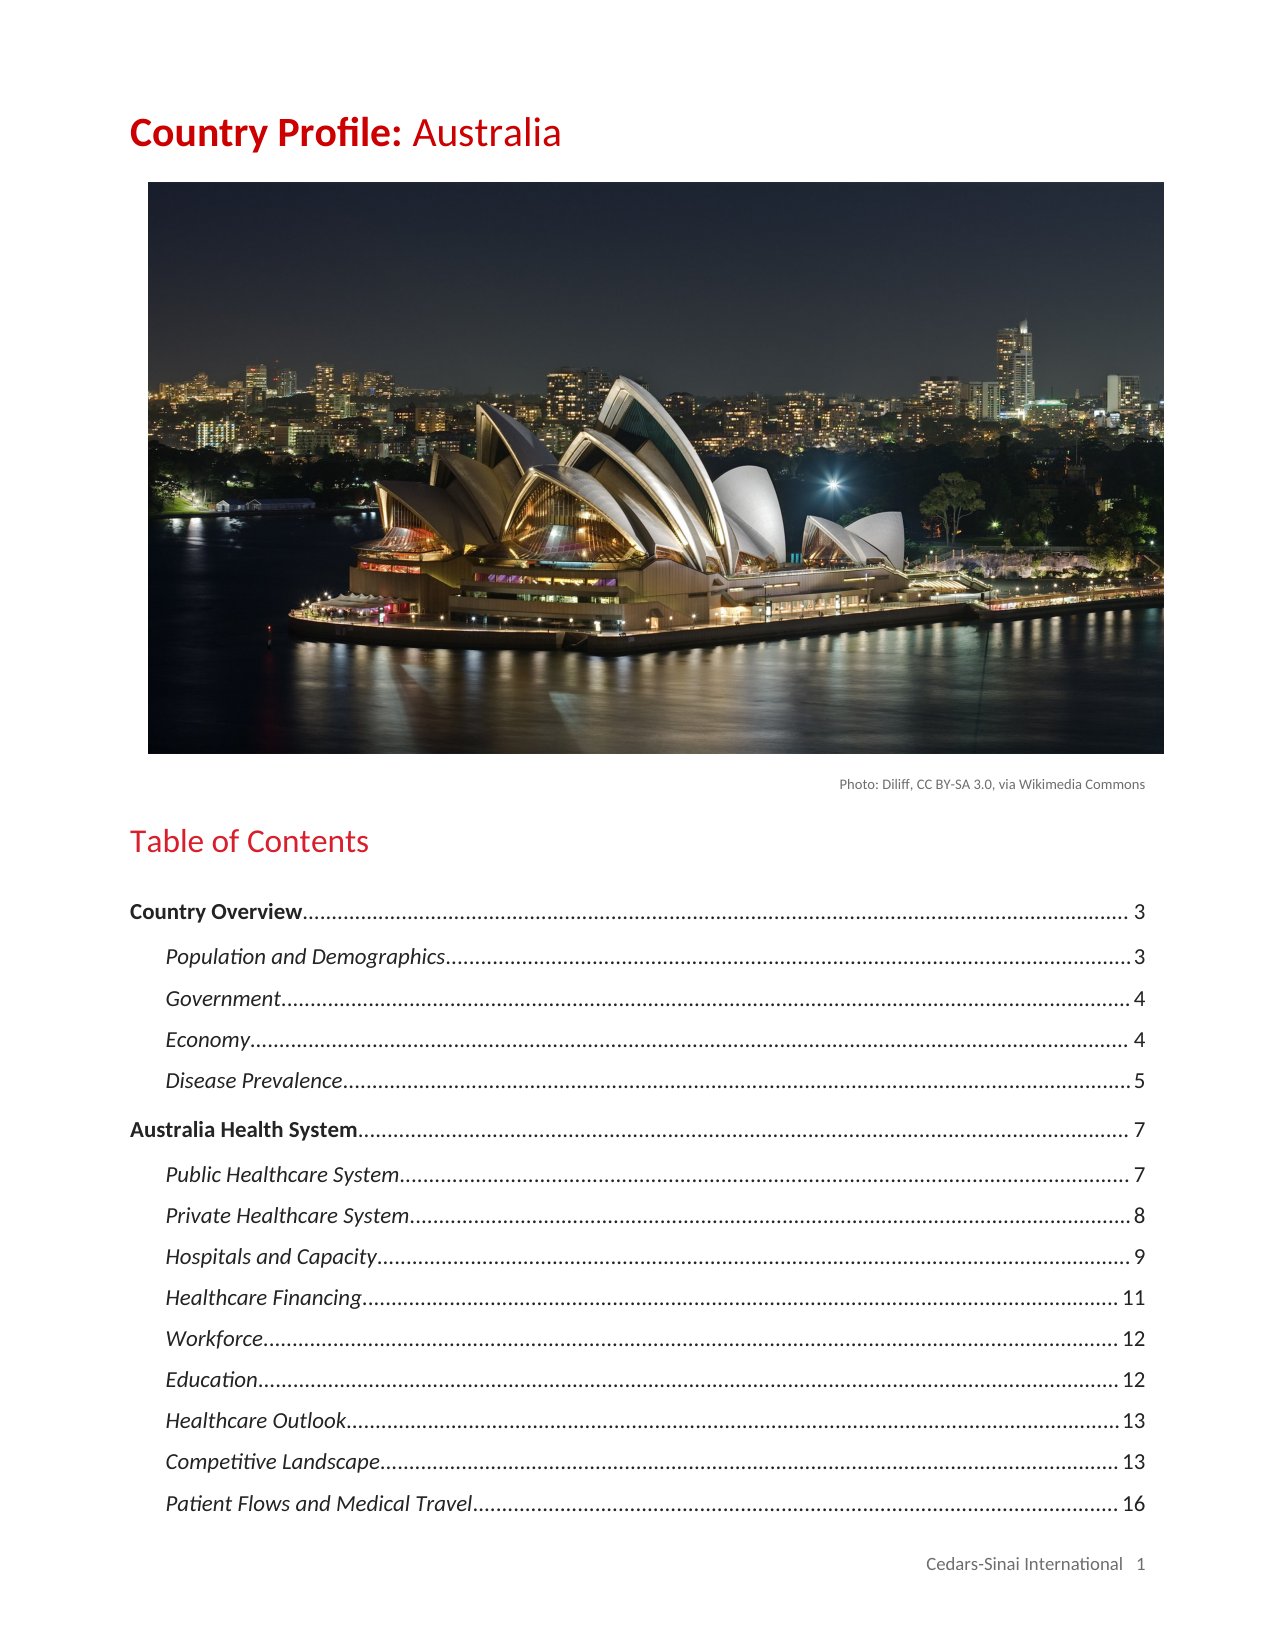 Country Profile: Australia
Photo: Diliff, CC BY-SA 3.0, via Wikimedia Commons
Table of Contents
Country Overview 3
Population and Demographics 3
Government 4
Economy 4
Disease Prevalence 5
Australia Health System 7
Public Healthcare System 7
Private Healthcare System 8
Hospitals and Capacity 9
Healthcare Financing 11
Workforce 12
Education 12
Healthcare Outlook 13
Competitive Landscape 13
Patient Flows and Medical Travel 16
Cedars-Sinai International 1